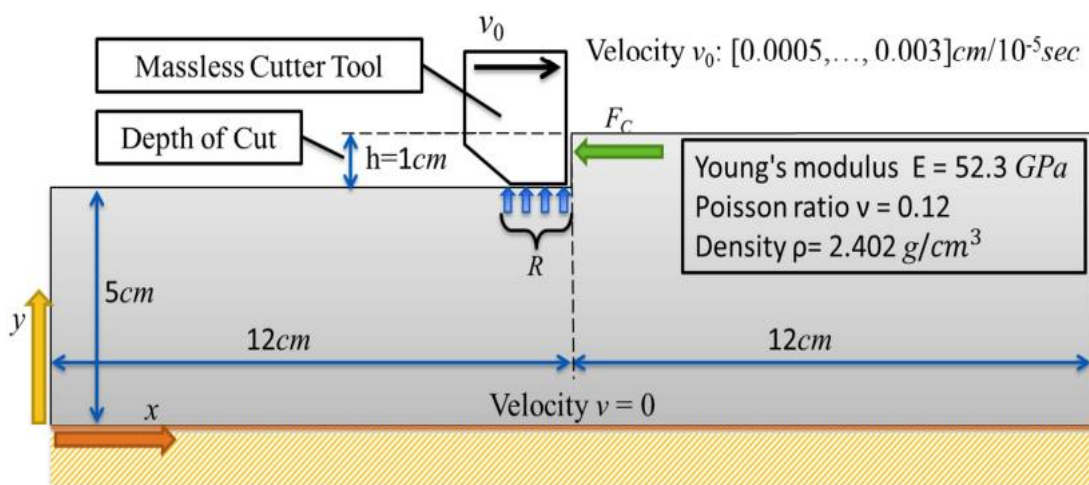 v₀
Velocity v₀: [0.0005,…, 0.003]cm/10⁻⁵sec
Massless Cutter Tool
Depth of Cut
h=1cm
F_C
Young's modulus E = 52.3 GPa
Poisson ratio ν = 0.12
Density ρ= 2.402 g/cm³
R
5cm
y
12cm
12cm
x
Velocity v = 0